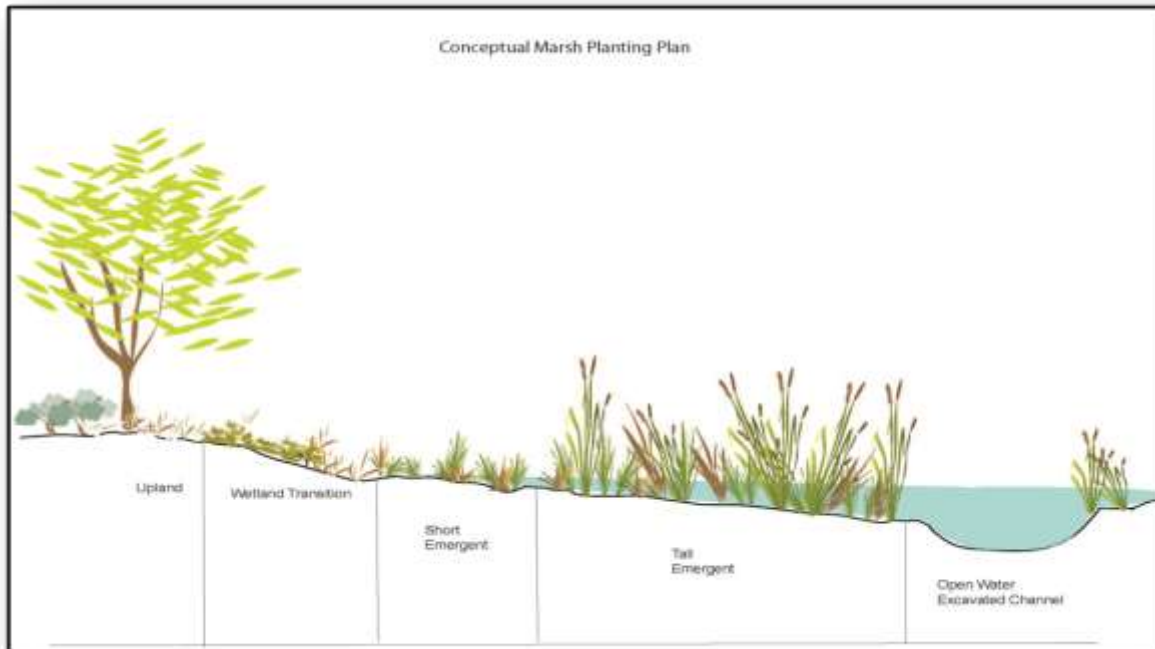 Conceptual Marsh Planting Plan
Upland
Wetland Transition
Short
Emergent
Tall
Emergent
Open Water
Excavated Channel